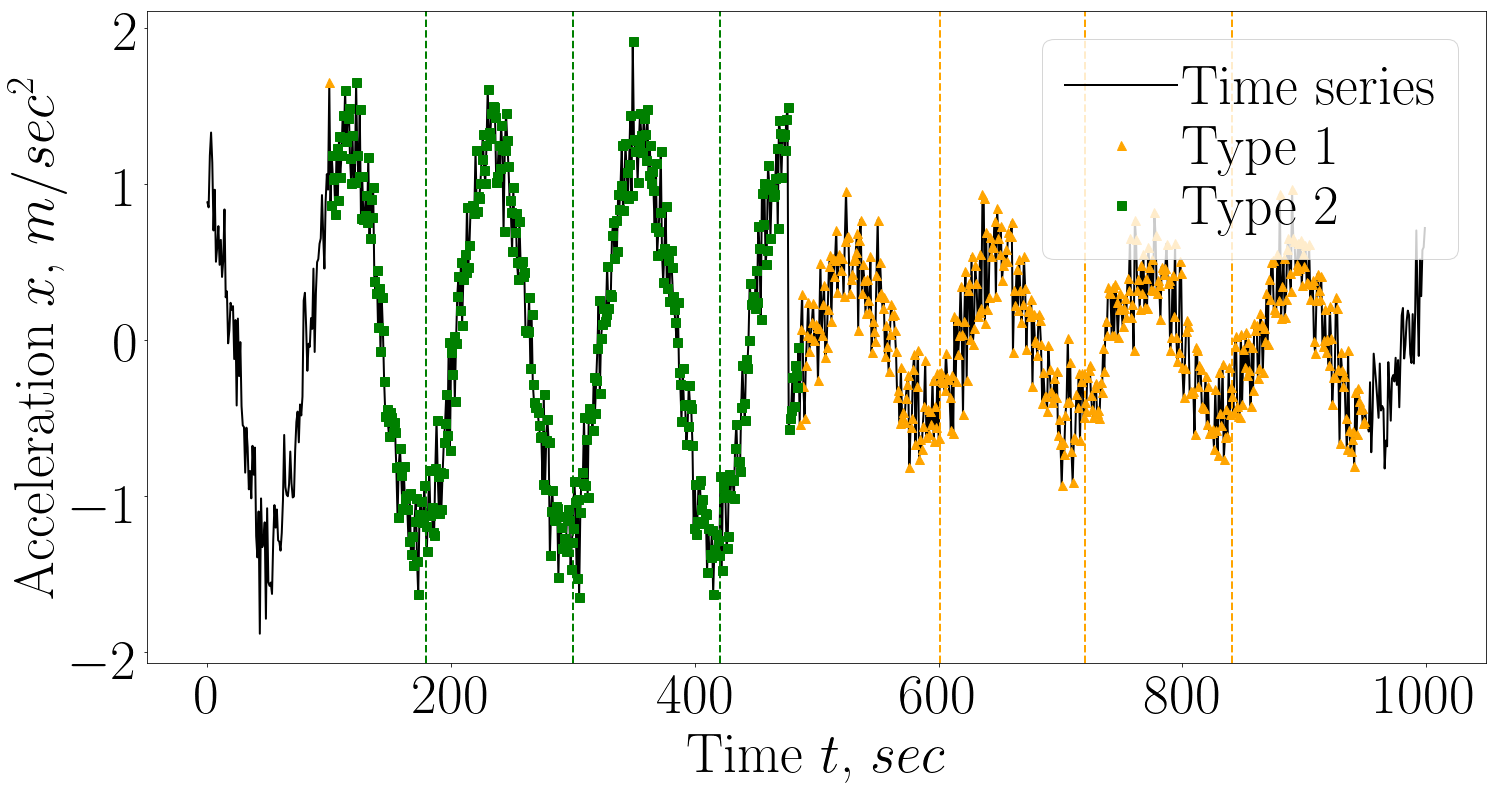 Acceleration x, m/sec²
2
1
0
−1
−2
Time series
Type 1
Type 2
0 200 400 600 800 1000
Time t, sec